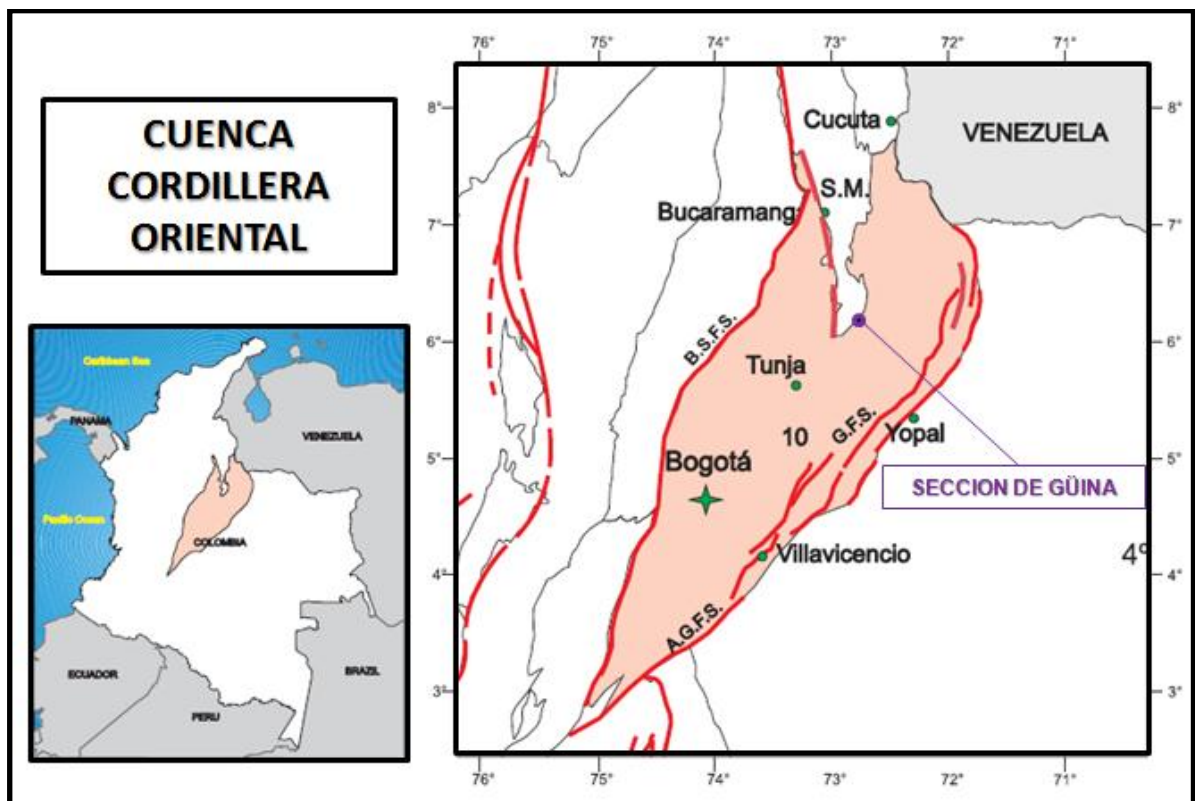 CUENCA
CORDILLERA
ORIENTAL
Caribbean Sea
PANAMA
VENEZUELA
Pasific Ocean
COLOMBIA
ECUADOR
BRAZIL
PERU
76° 75° 74° 73° 72° 71°
8° 8°
Cucuta
VENEZUELA
S.M.
Bucaramang
7° 7°
B.S.F.S.
6° 6°
Tunja
10
G.F.S.
Yopal
5° 5°
Bogotá
SECCION DE GÜINA
Villavicencio
4°
4° 4°
A.G.F.S.
3° 3°
76° 75° 74° 73° 72° 71°